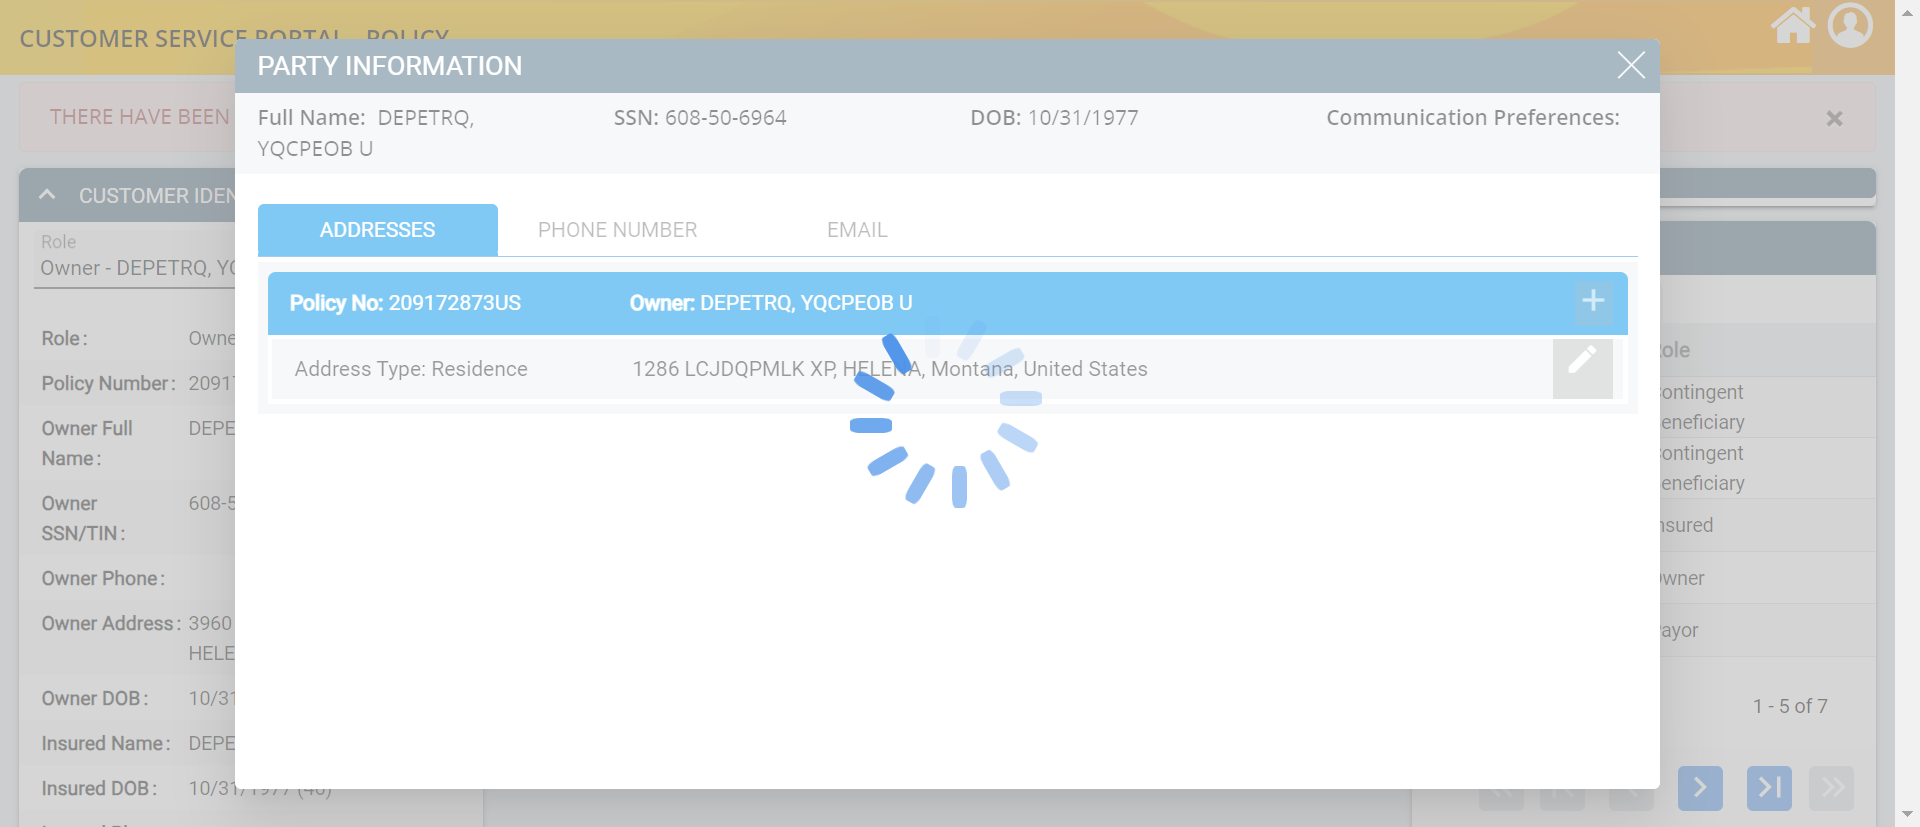 CUSTOMER SERVICE PORTAL - POLICY
PARTY INFORMATION
THERE HAVE BEEN
Full Name: DEPETRQ,
YQCPEOB U
SSN: 608-50-6964
DOB: 10/31/1977
Communication Preferences:
CUSTOMER IDEN
ADDRESSES
PHONE NUMBER
EMAIL
Role
Owner - DEPETRQ, YQ
Policy No: 209172873US
Owner: DEPETRQ, YQCPEOB U
Address Type: Residence
1286 LCJDQPMLK XP, HELENA, Montana, United States
Role: Owne
Policy Number: 2091
Owner Full
Name:
DEPE
Owner
SSN/TIN:
608-5
Owner Phone:
Owner Address: 3960
HELE
Owner DOB: 10/31
Insured Name: DEPE
Insured DOB: 10/31/1977 (46)
ole
ontingent
eneficiary
ontingent
eneficiary
nsured
Owner
ayor
1 - 5 of 7